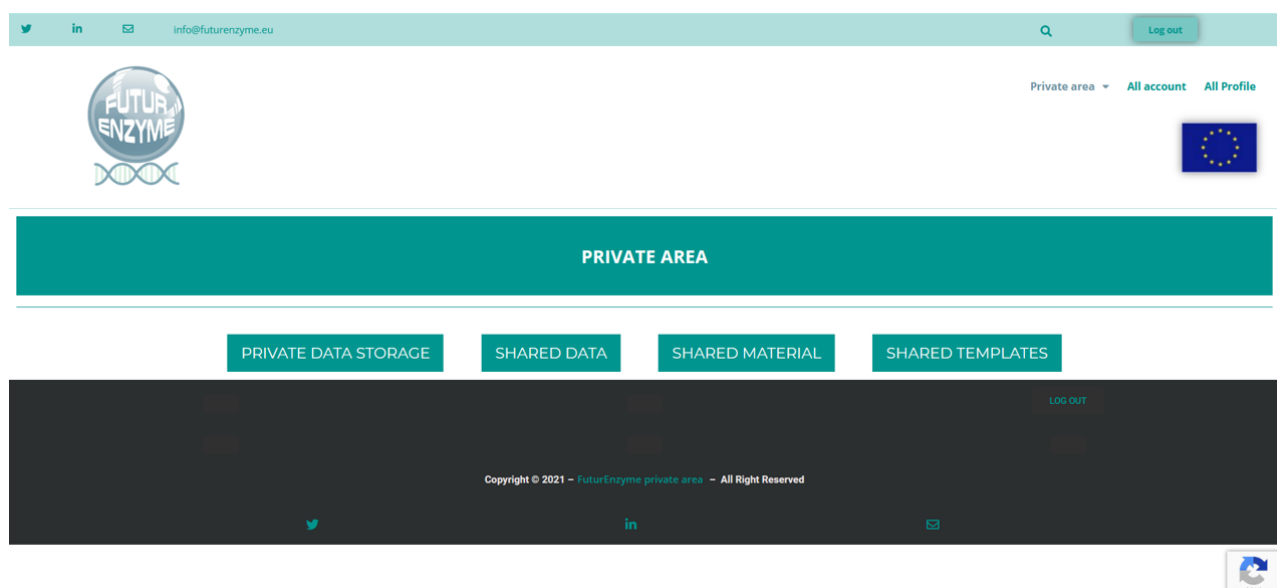 info@futurenzyme.eu
Log out
FUTUR
ENZYME
Private area
All account
All Profile
PRIVATE AREA
PRIVATE DATA STORAGE
SHARED DATA
SHARED MATERIAL
SHARED TEMPLATES
LOG OUT
Copyright © 2021 – FuturEnzyme private area – All Right Reserved